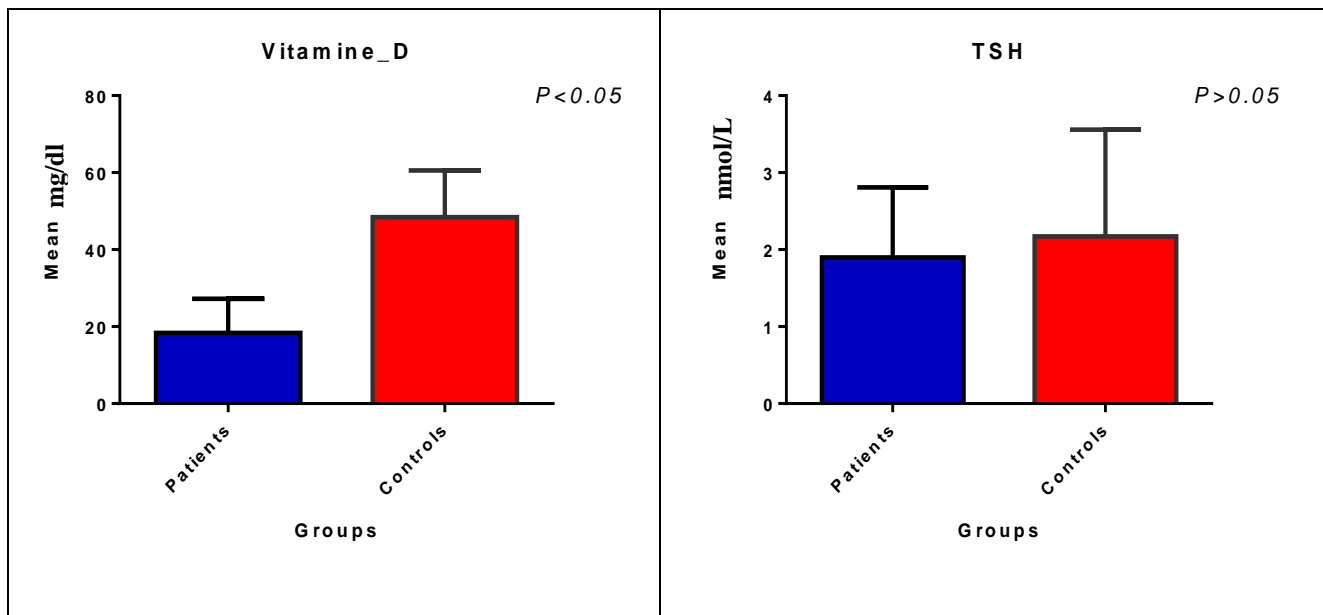 Vitamine_D
P<0.05
80
60
40
20
0
Mean mg/dl
Patients
Controls
Groups
TSH
P>0.05
4
3
2
1
0
Mean nmol/L
Patients
Controls
Groups